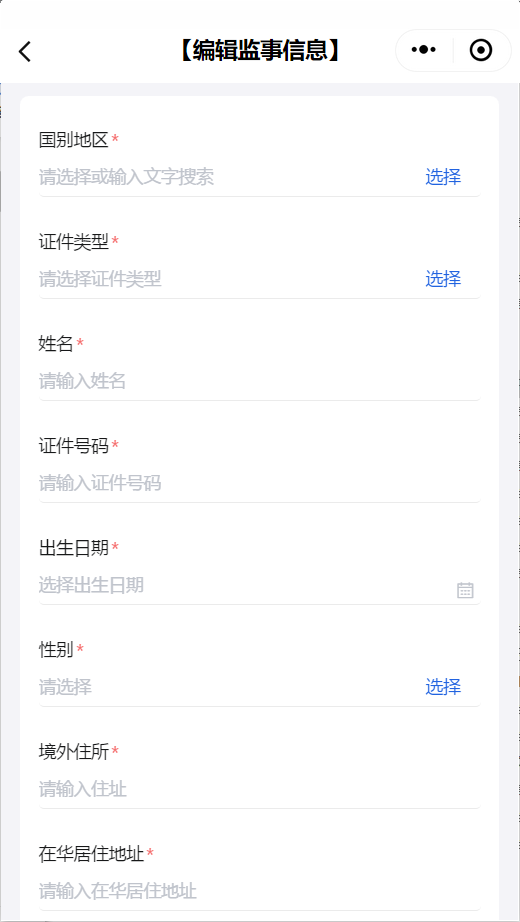 【编辑监事信息】
国别地区*
请选择或输入文字搜索 选择
证件类型*
请选择证件类型 选择
姓名*
请输入姓名
证件号码*
请输入证件号码
出生日期*
选择出生日期
性别*
请选择 选择
境外住所*
请输入住址
在华居住地址*
请输入在华居住地址